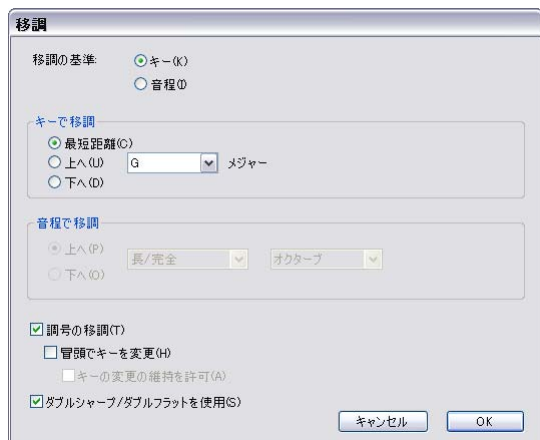 移調
移調の基準: キー(K)
音程(I)
キーで移調
最短距離(C)
上へ(U) G メジャー
下へ(D)
音程で移調
上へ(P) 長/完全 オクターブ
下へ(O)
調号の移調(T)
冒頭でキーを変更(H)
キーの変更の維持を許可(A)
ダブルシャープ/ダブルフラットを使用(S)
キャンセル OK